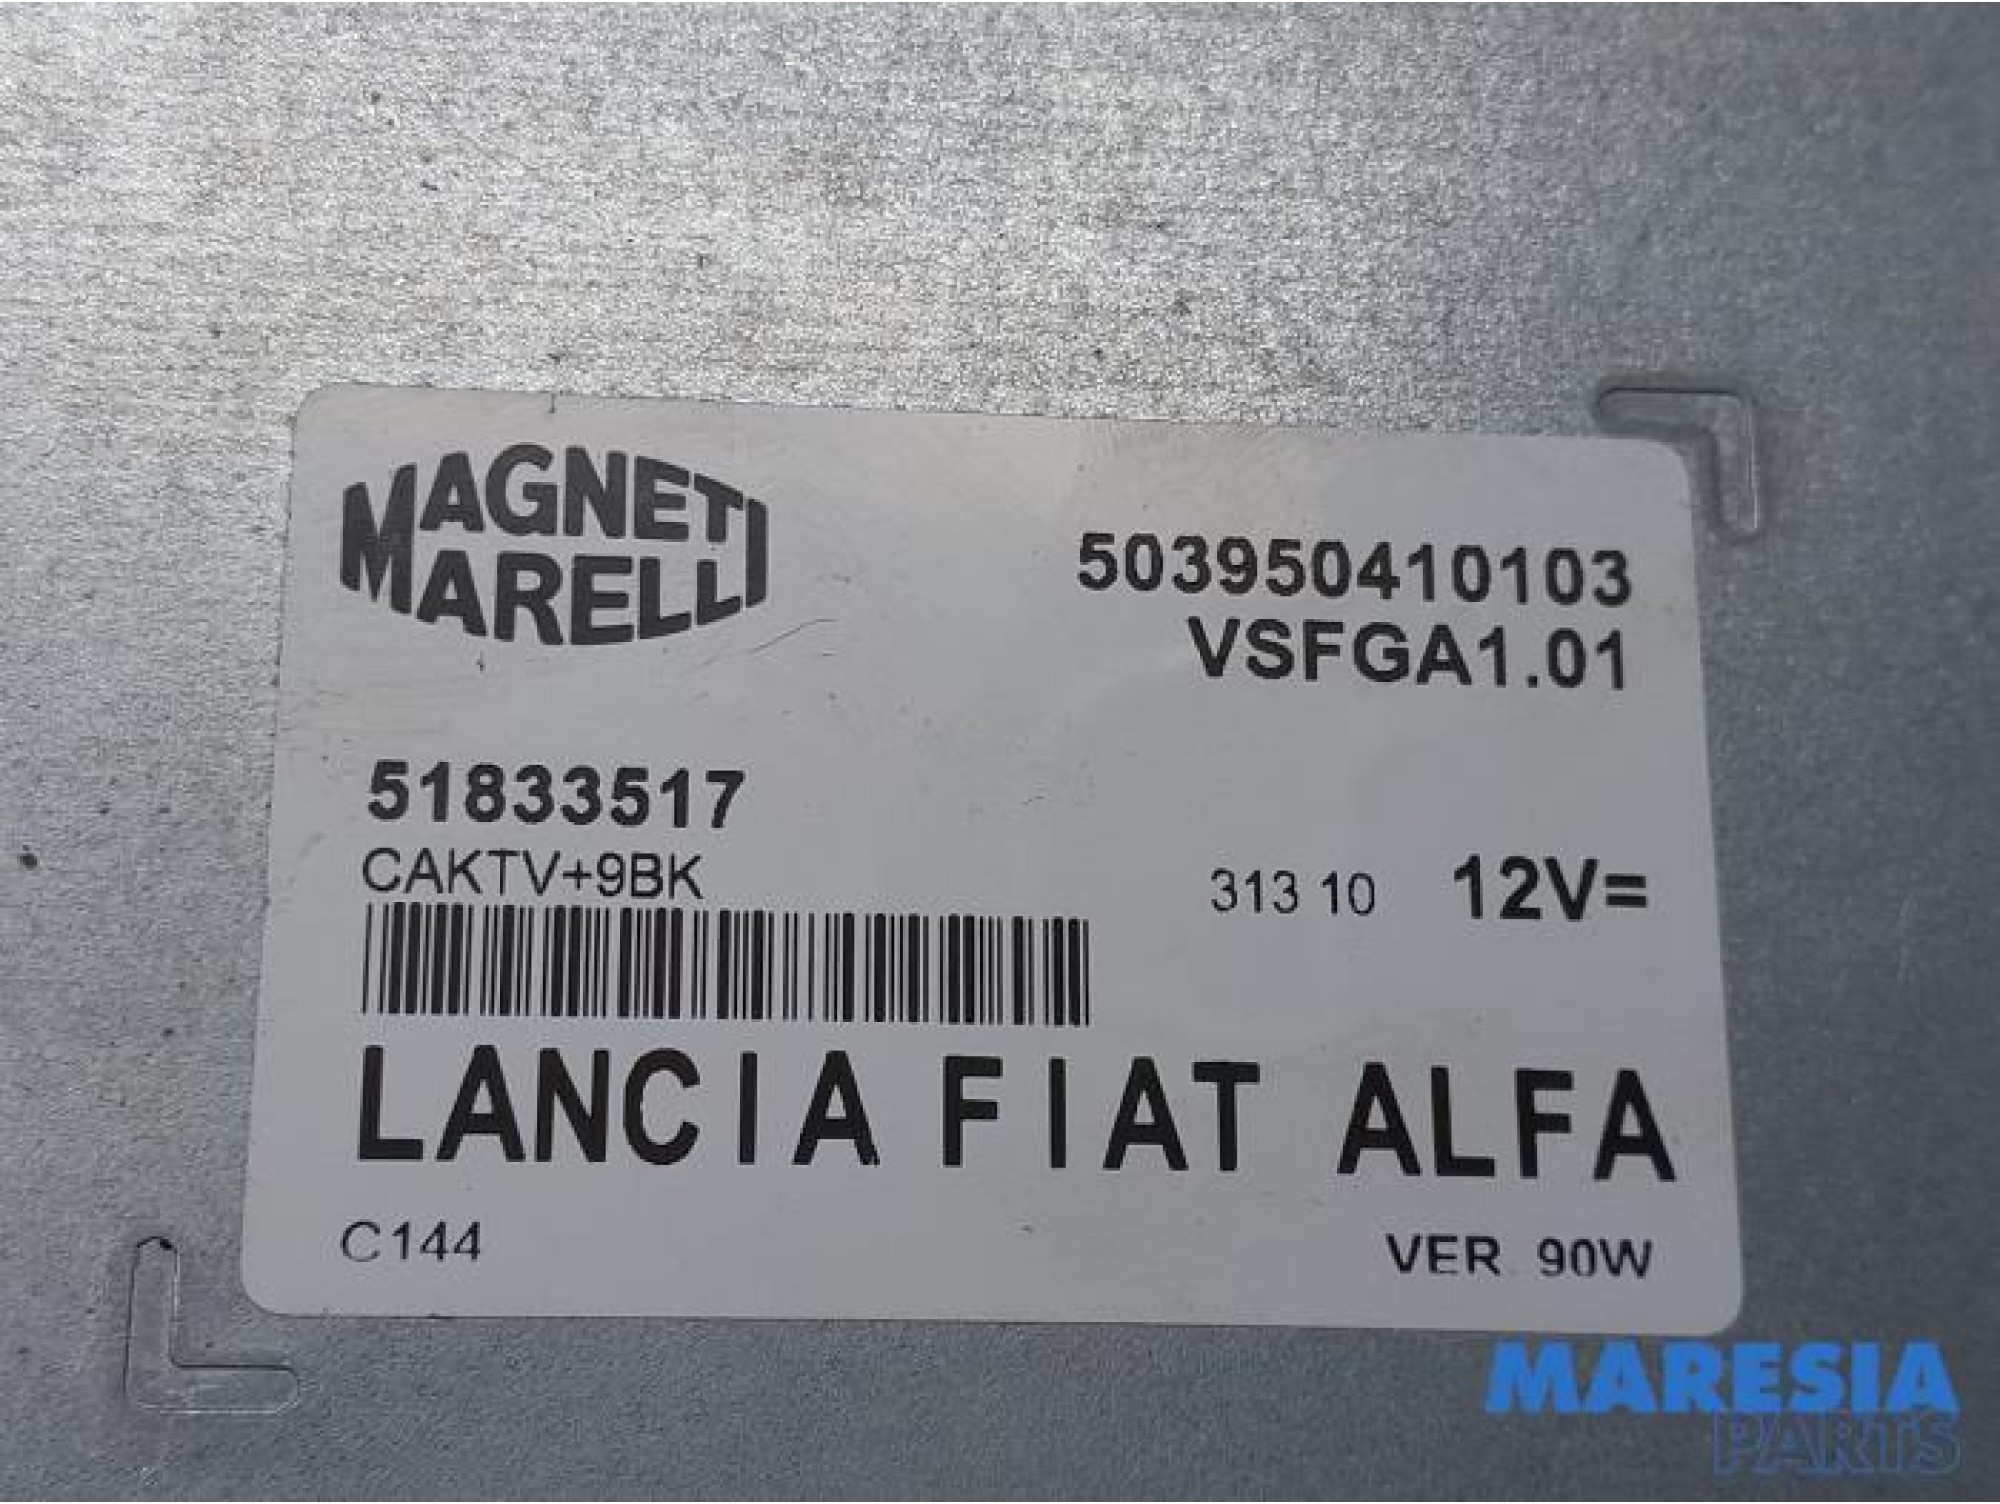 MAGNETI
MARELLI
503950410103
VSFGA1.01
51833517
CAKTV+9BK
313 10 12V=
LANCIA FIAT ALFA
C144
VER 90W
MARESIA
PARTS